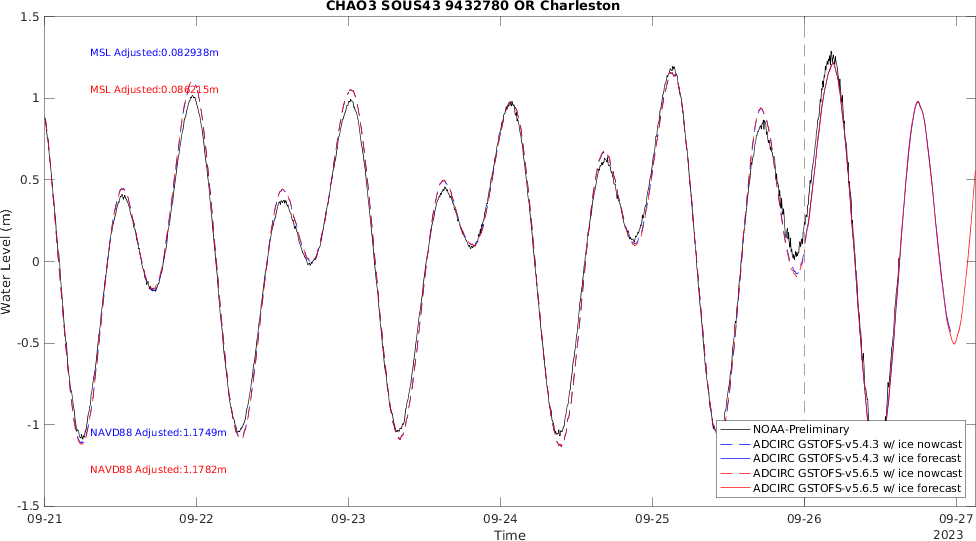 CHAO3 SOUS43 9432780 OR Charleston
1.5
MSL Adjusted:0.082938m
MSL Adjusted:0.086215m
1
0.5
Water Level (m)
0
-0.5
-1
NAVD88 Adjusted:1.1749m
NAVD88 Adjusted:1.1782m
NOAA-Preliminary
ADCIRC GSTOFS-v5.4.3 w/ ice nowcast
ADCIRC GSTOFS-v5.4.3 w/ ice forecast
ADCIRC GSTOFS-v5.6.5 w/ ice nowcast
ADCIRC GSTOFS-v5.6.5 w/ ice forecast
-1.5
09-21 09-22 09-23 09-24 09-25 09-26 09-27
Time
2023